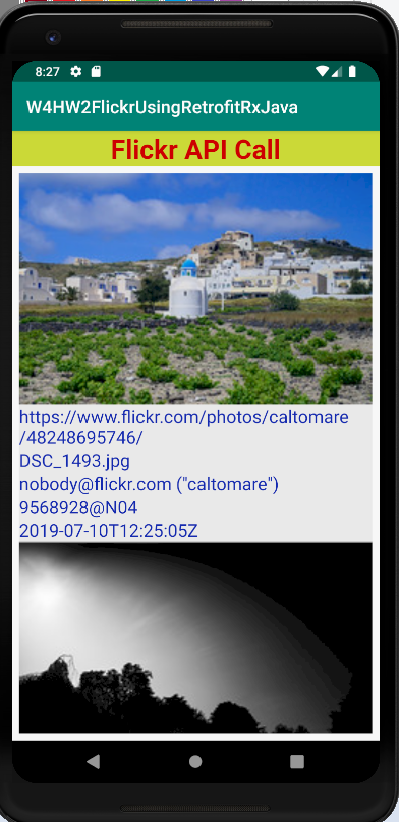 8:27
W4HW2FlickrUsingRetrofitRxJava
Flickr API Call
https://www.flickr.com/photos/caltomare
/48248695746/
DSC_1493.jpg
nobody@flickr.com ("caltomare")
9568928@N04
2019-07-10T12:25:05Z